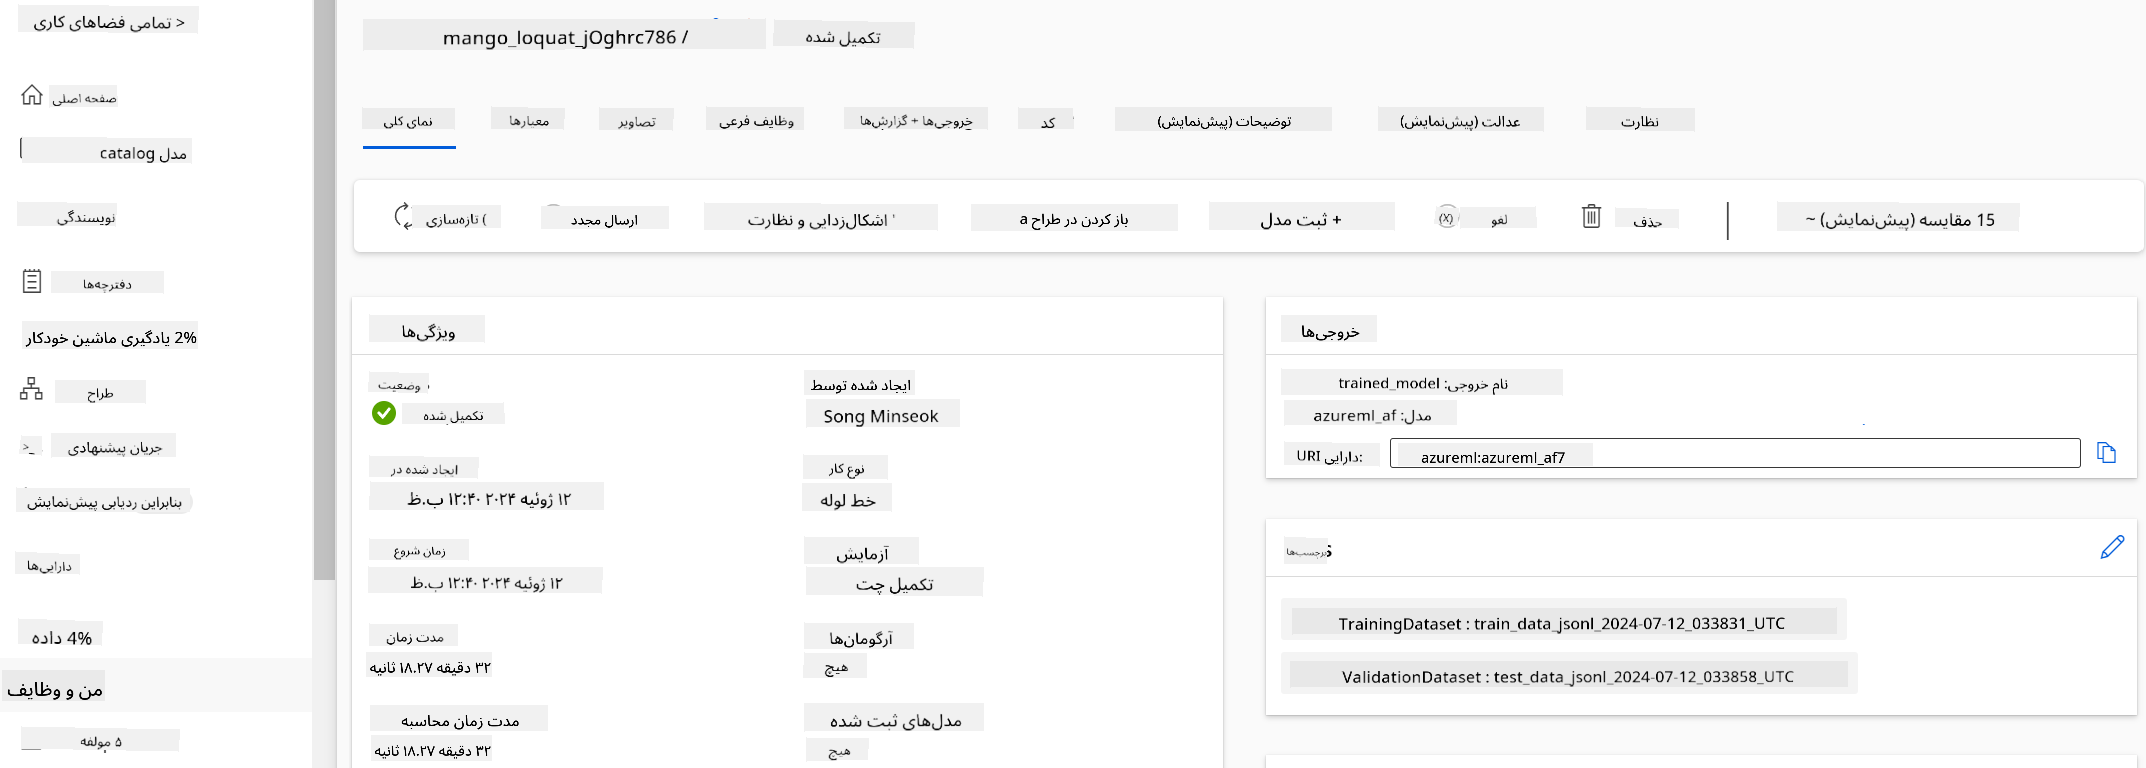 < تمامی فضاهای کاری
صفحه اصلی
مدل catalog
نویسندگی
دفترچه‌ها
2% یادگیری ماشین خودکار
طراح
>_ جریان پیشنهادی
بنابراین ردیابی پیش‌نمایش
دارایی‌ها
4% داده
من و وظایف
۵ مولفه
mango_loquat_jOghrc786 /
تکمیل شده
نمای کلی
معیارها
تصاویر
وظایف فرعی
خروجی‌ها + گزارش‌ها
کد
توضیحات (پیش‌نمایش)
عدالت (پیش‌نمایش)
نظارت
تازه‌سازی (
ارسال مجدد
اشکال‌زدایی و نظارت '
باز کردن در طراح a
+ ثبت مدل
(x) لغو
حذف
15 مقایسه (پیش‌نمایش) ~
ویژگی‌ها
وضعیت
تکمیل شده
ایجاد شده در
۱۲ ژوئیه ۲۰۲۴ ۱۲:۴۰ ب.ظ
زمان شروع
۱۲ ژوئیه ۲۰۲۴ ۱۲:۴۰ ب.ظ
مدت زمان
۳۲ دقیقه ۱۸.۲۷ ثانیه
مدت زمان محاسبه
۳۲ دقیقه ۱۸.۲۷ ثانیه
ایجاد شده توسط
Song Minseok
نوع کار
خط لوله
آزمایش
تکمیل چت
آرگومان‌ها
هیچ
مدل‌های ثبت شده
هیچ
خروجی‌ها
نام خروجی: trained_model
مدل: azureml_af
دارایی URI:
azureml:azureml_af7
برچسب‌ها
TrainingDataset : train_data_jsonl_2024-07-12_033831_UTC
ValidationDataset : test_data_jsonl_2024-07-12_033858_UTC